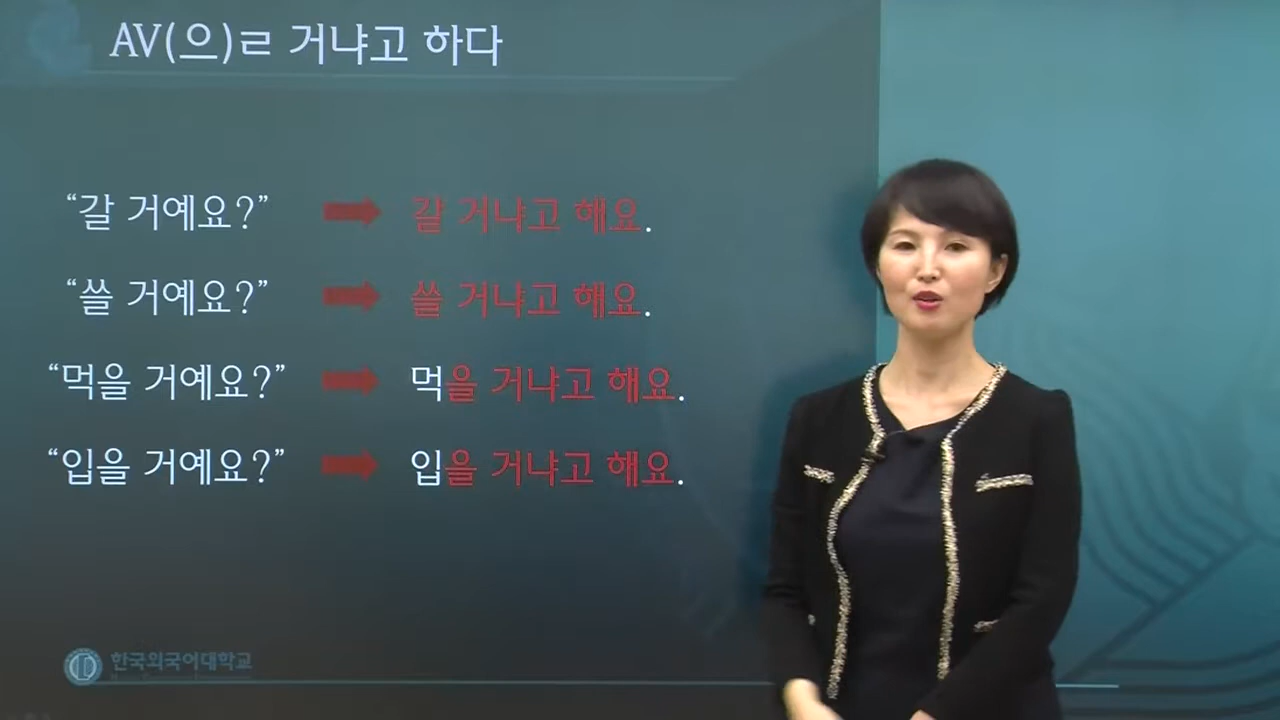 AV(으)ㄹ 거냐고 하다
“갈 거예요?” ➡ 갈 거냐고 해요.
“쓸 거예요?” ➡ 쓸 거냐고 해요.
“먹을 거예요?” ➡ 먹을 거냐고 해요.
“입을 거예요?” ➡ 입을 거냐고 해요.
한국외국어대학교